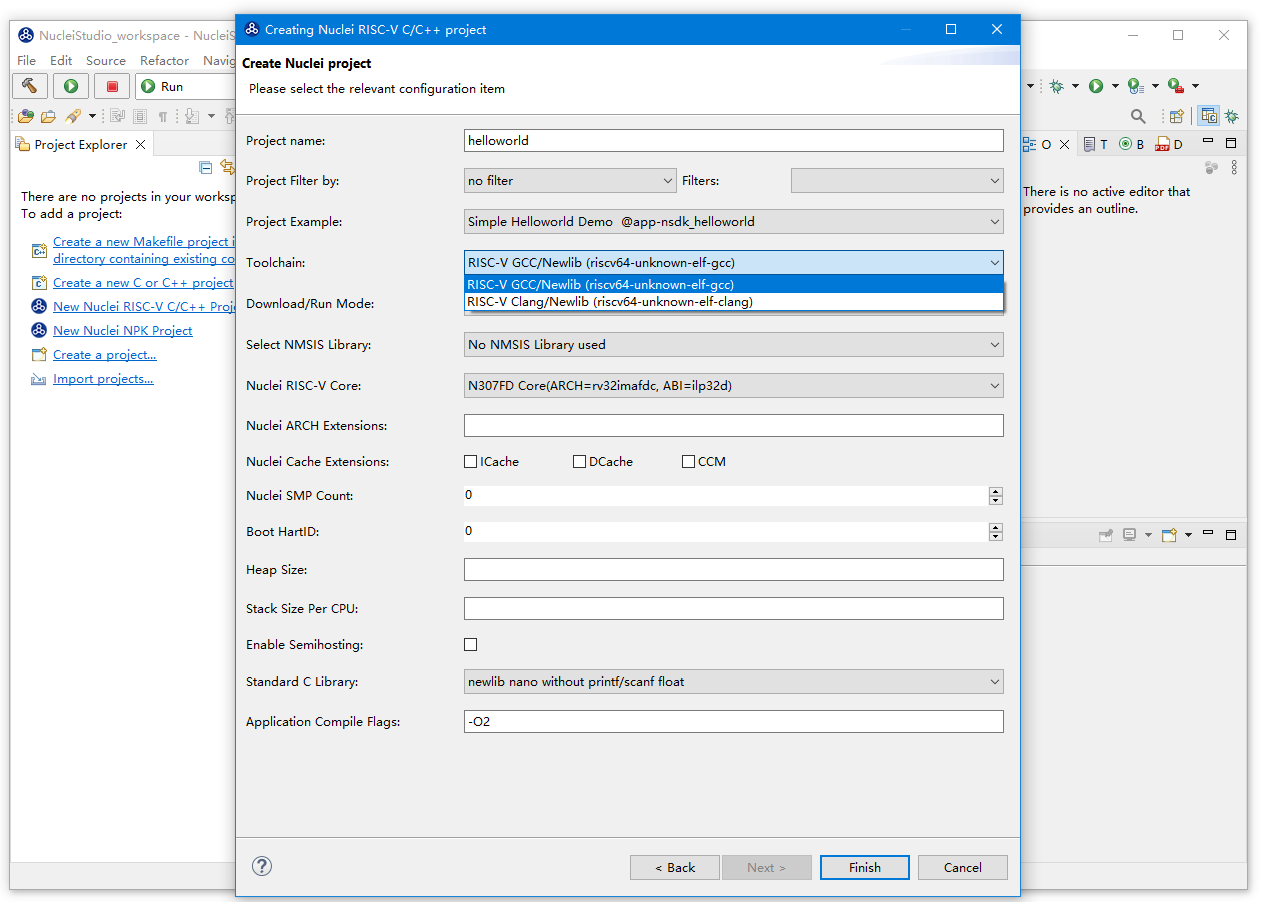 NucleiStudio_workspace - NucleiS
File Edit Source Refactor Navig
Run
Project Explorer
There are no projects in your worksp
To add a project:
Create a new Makefile project i
directory containing existing co
Create a new C or C++ project
New Nuclei RISC-V C/C++ Proje
New Nuclei NPK Project
Create a project...
Import projects...
Creating Nuclei RISC-V C/C++ project
Create Nuclei project
Please select the relevant configuration item
Project name: helloworld
Project Filter by: no filter Filters:
Project Example: Simple Helloworld Demo @app-nsdk_helloworld
Toolchain: RISC-V GCC/Newlib (riscv64-unknown-elf-gcc)
RISC-V GCC/Newlib (riscv64-unknown-elf-gcc)
RISC-V Clang/Newlib (riscv64-unknown-elf-clang)
Download/Run Mode:
Select NMSIS Library: No NMSIS Library used
Nuclei RISC-V Core: N307FD Core(ARCH=rv32imafdc, ABI=ilp32d)
Nuclei ARCH Extensions:
Nuclei Cache Extensions: ICache DCache CCM
Nuclei SMP Count: 0
Boot HartID: 0
Heap Size:
Stack Size Per CPU:
Enable Semihosting:
Standard C Library: newlib nano without printf/scanf float
Application Compile Flags: -O2
? < Back Next > Finish Cancel
O T B PDF D
There is no active editor that
provides an outline.